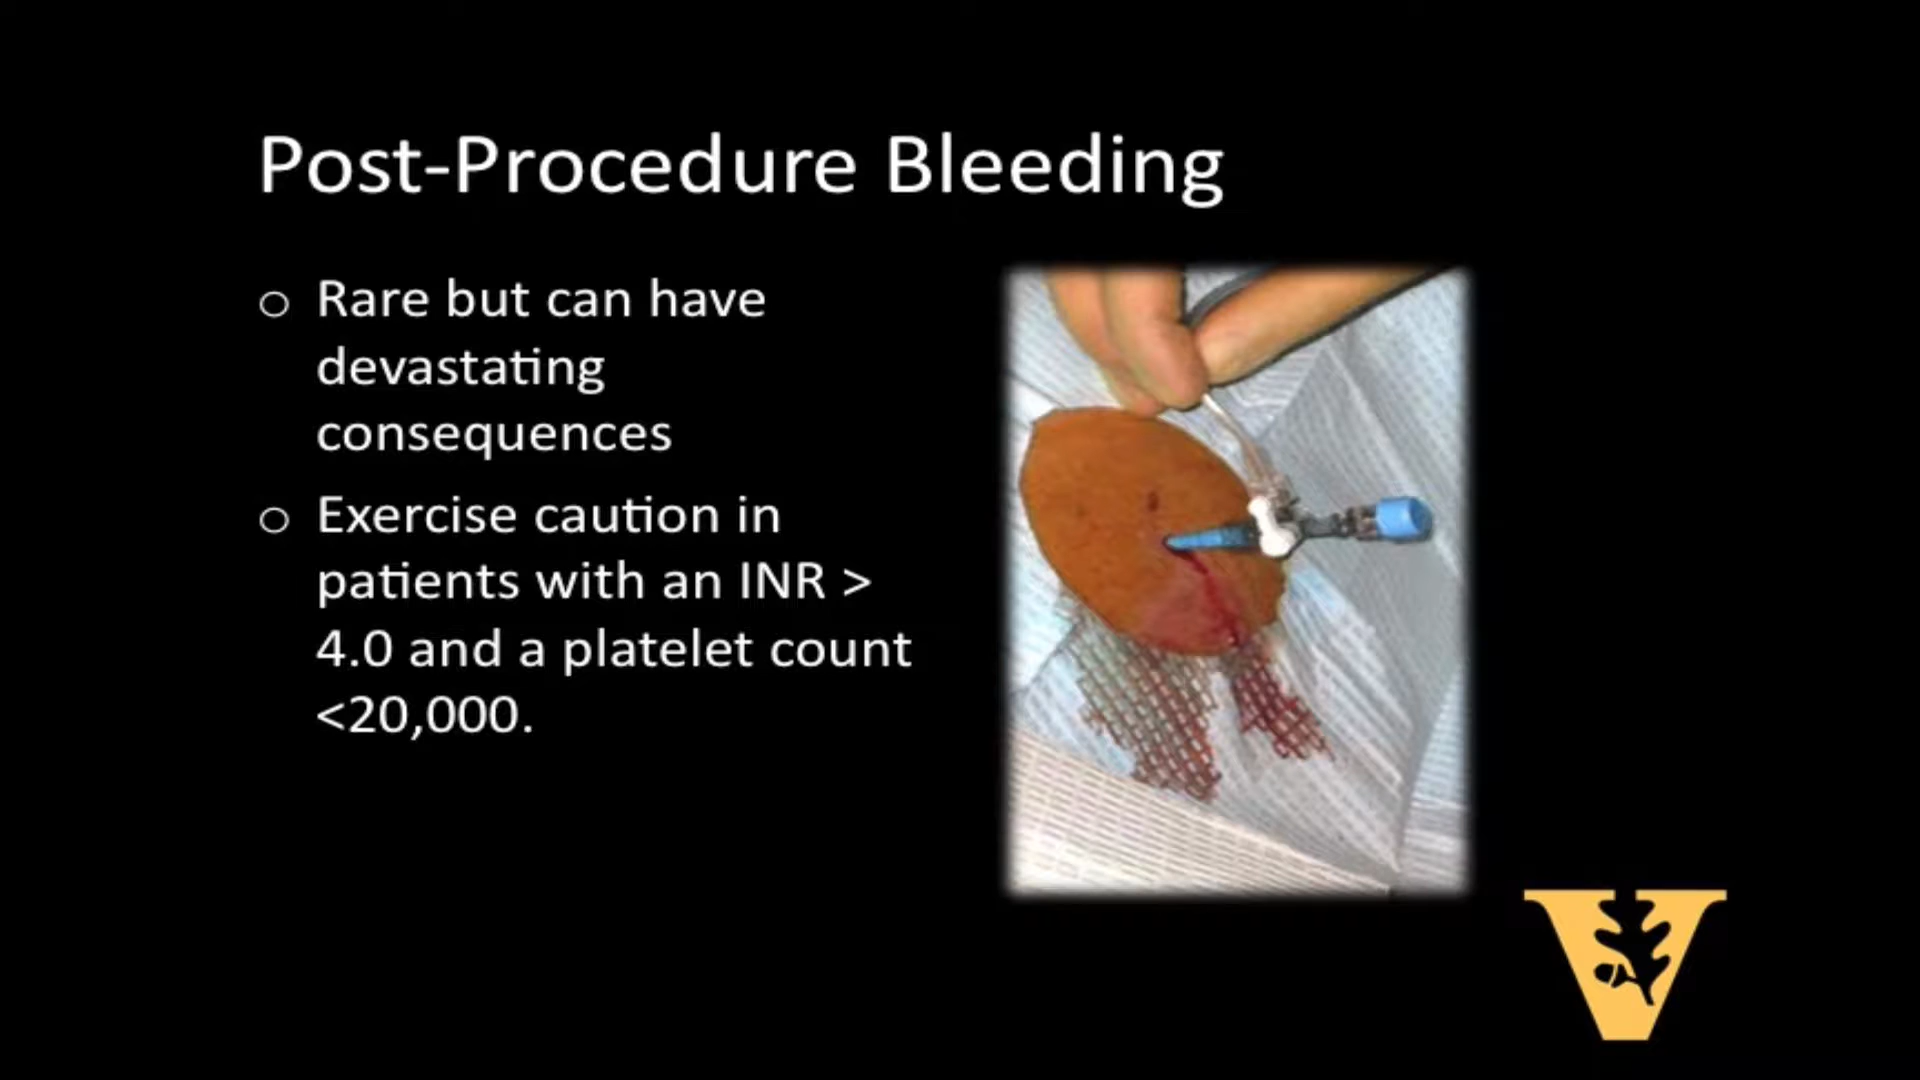 Post-Procedure Bleeding
o Rare but can have
devastating
consequences
o Exercise caution in
patients with an INR >
4.0 and a platelet count
<20,000.
V